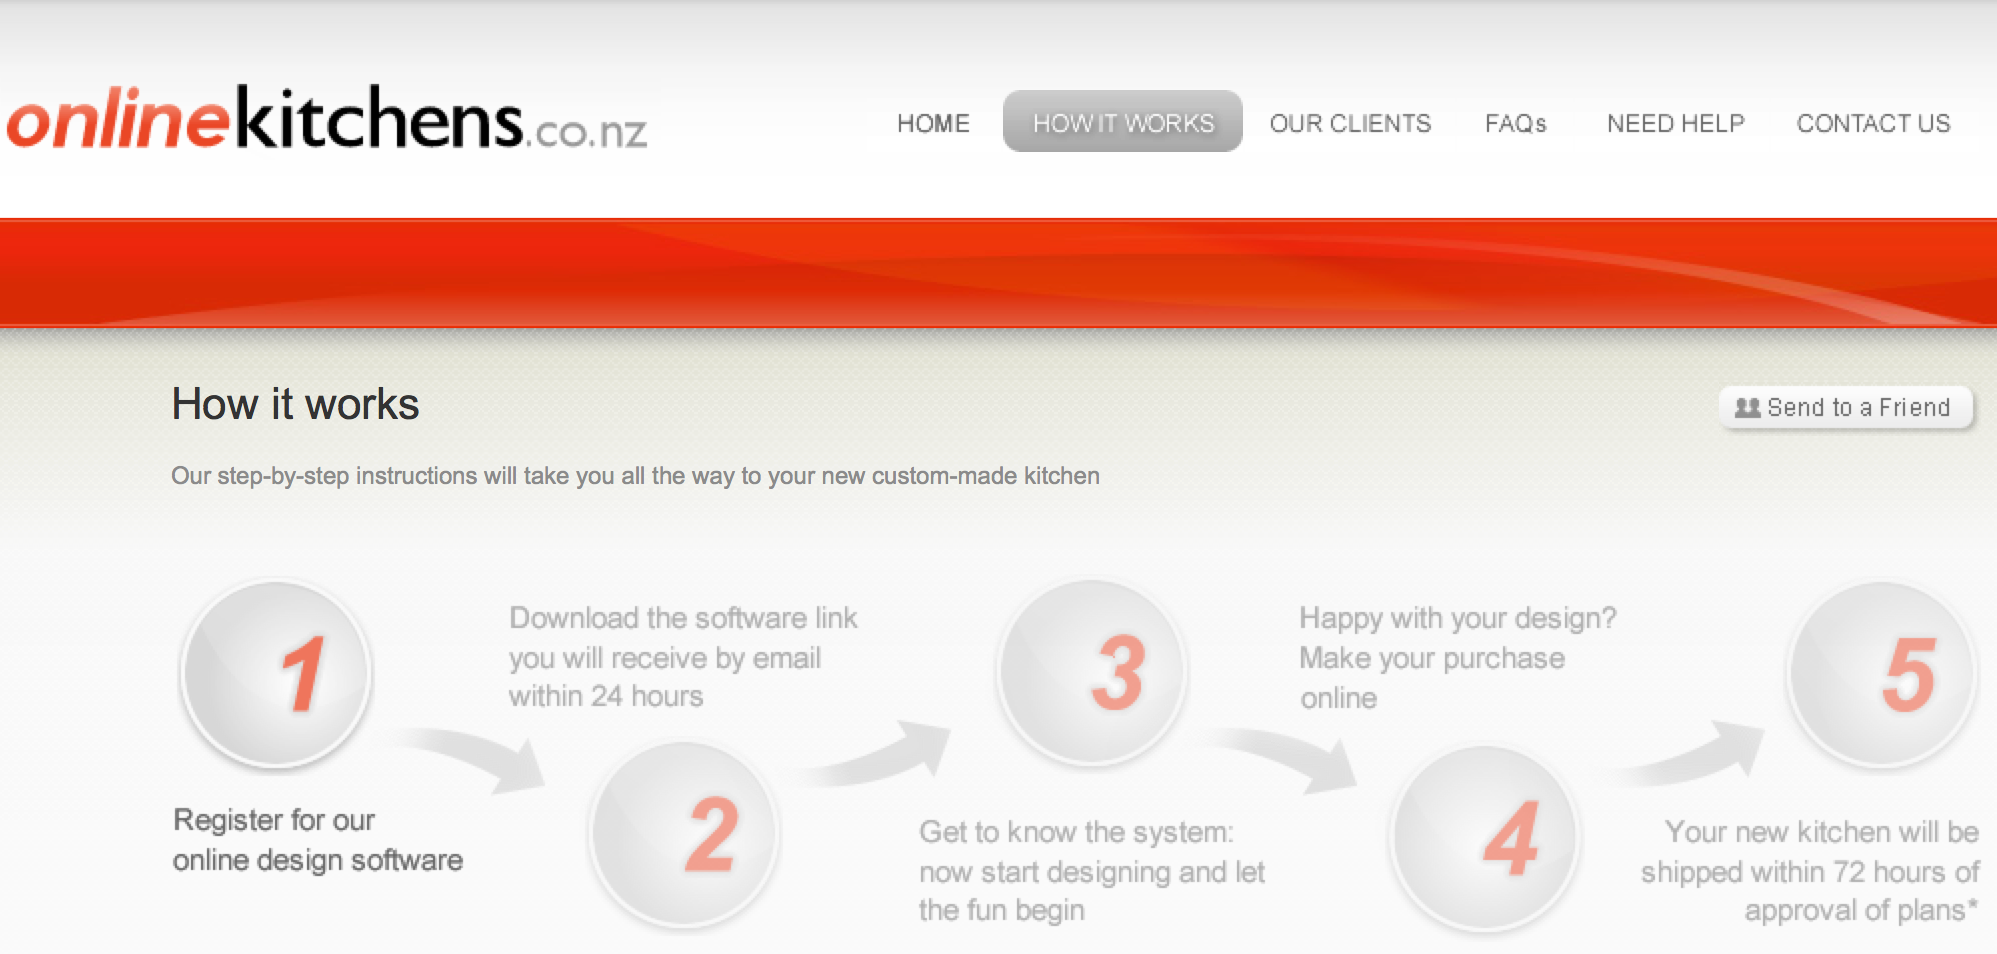 onlinekitchens.co.nz
HOME HOW IT WORKS OUR CLIENTS FAQs NEED HELP CONTACT US
How it works
Send to a Friend
Our step-by-step instructions will take you all the way to your new custom-made kitchen
1
Register for our
online design software
Download the software link
you will receive by email
within 24 hours
2
3
Get to know the system:
now start designing and let
the fun begin
Happy with your design?
Make your purchase
online
4
5
Your new kitchen will be
shipped within 72 hours of
approval of plans*